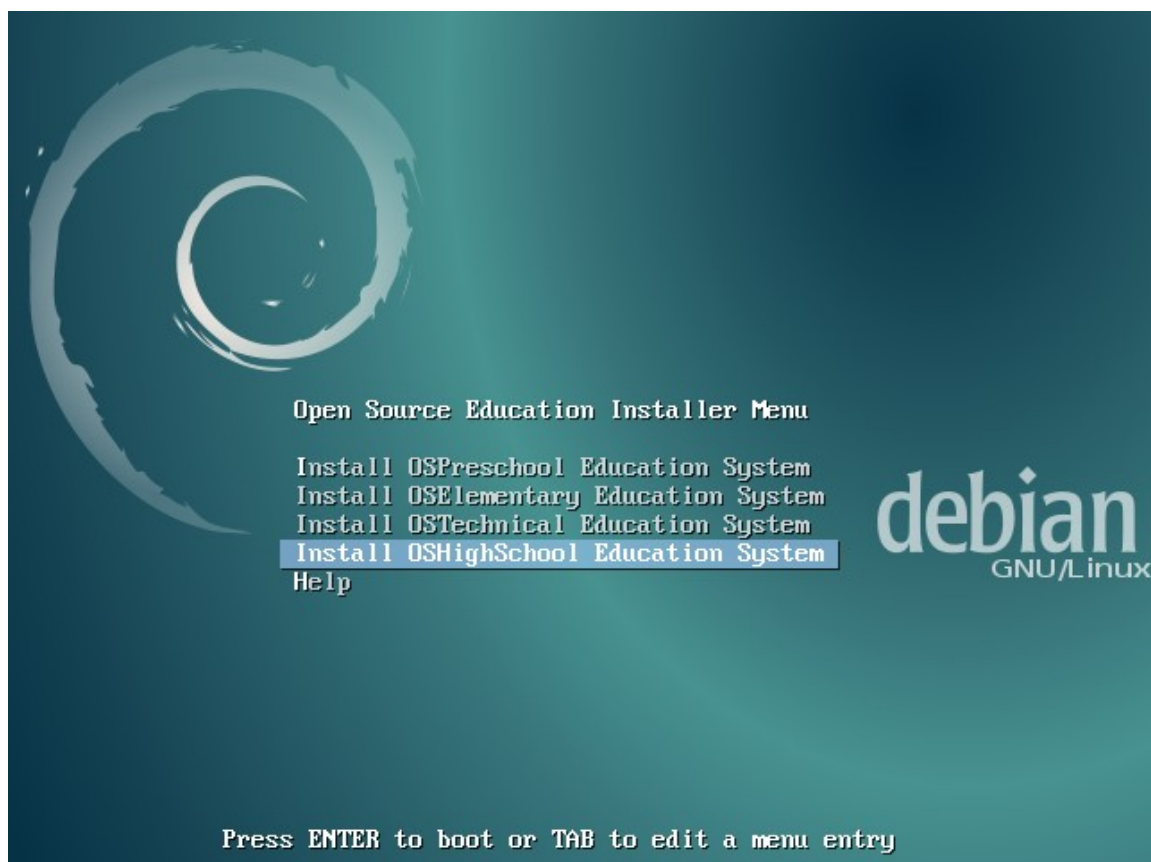 Open Source Education Installer Menu
Install OSPreschool Education System
Install OSElementary Education System
Install OSTechnical Education System
Install OSHighSchool Education System
Help
debian
GNU/Linux
Press ENTER to boot or TAB to edit a menu entry